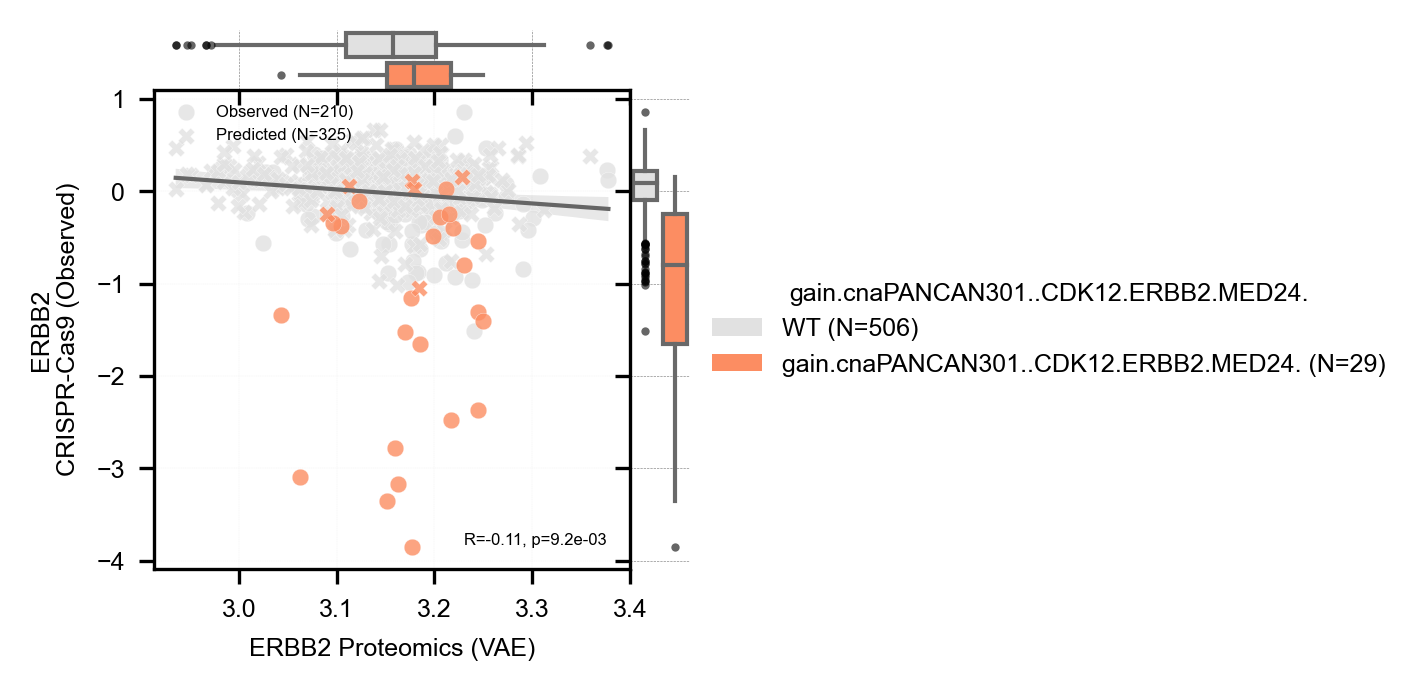 Observed (N=210)
Predicted (N=325)
1
0
−1
−2
−3
−4
ERBB2
CRISPR-Cas9 (Observed)
R=-0.11, p=9.2e-03
3.0
3.1
3.2
3.3
3.4
ERBB2 Proteomics (VAE)
gain.cnaPANCAN301..CDK12.ERBB2.MED24.
WT (N=506)
gain.cnaPANCAN301..CDK12.ERBB2.MED24. (N=29)